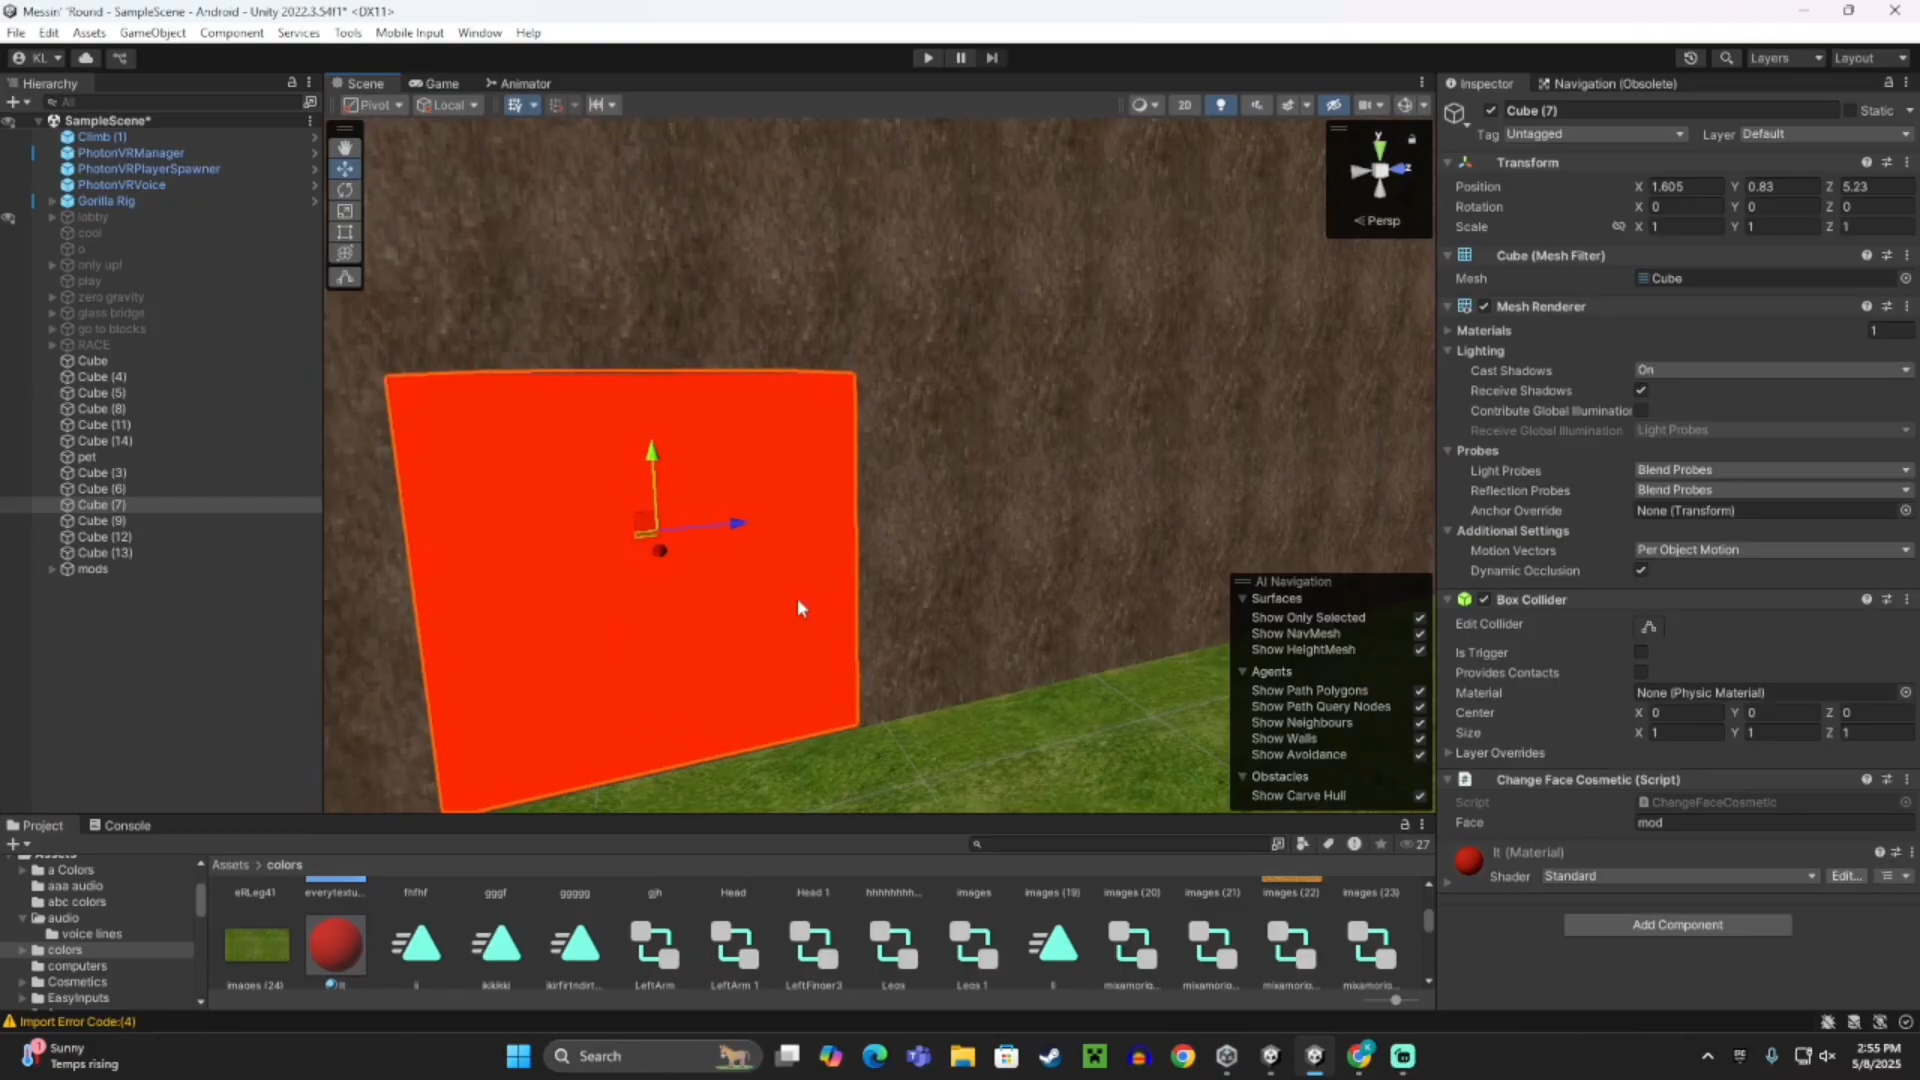 Messin' 'Round - SampleScene - Android - Unity 2022.3.54f1* <DX11>
File Edit Assets GameObject Component Services Tools Mobile Input Window Help
KL Layers Layout
Hierarchy Scene Game Animator Inspector Navigation (Obsolete)
All Pivot Local 2D
Cube (7) Static
Tag Untagged Layer Default
SampleScene*
Climb (1)
PhotonVRManager
PhotonVRPlayerSpawner
PhotonVRVoice
Gorilla Rig
lobby
cool
o
only up!
play
zero gravity
glass bridge
go to blocks
RACE
Cube
Cube (4)
Cube (5)
Cube (8)
Cube (11)
Cube (14)
pet
Cube (3)
Cube (6)
Cube (7)
Cube (9)
Cube (12)
Cube (13)
mods
y
z
Persp
AI Navigation
Surfaces
Show Only Selected
Show NavMesh
Show HeightMesh
Agents
Show Path Polygons
Show Path Query Nodes
Show Neighbours
Show Walls
Show Avoidance
Obstacles
Show Carve Hull
Transform
Position X 1.605 Y 0.83 Z 5.23
Rotation X 0 Y 0 Z 0
Scale X 1 Y 1 Z 1
Cube (Mesh Filter)
Mesh Cube
Mesh Renderer
Materials 1
Lighting
Cast Shadows On
Receive Shadows
Contribute Global Illumination
Receive Global Illumination Light Probes
Probes
Light Probes Blend Probes
Reflection Probes Blend Probes
Anchor Override None (Transform)
Additional Settings
Motion Vectors Per Object Motion
Dynamic Occlusion
Box Collider
Edit Collider
Is Trigger
Provides Contacts
Material None (Physic Material)
Center X 0 Y 0 Z 0
Size X 1 Y 1 Z 1
Layer Overrides
Change Face Cosmetic (Script)
Script ChangeFaceCosmetic
Face mod
It (Material)
Shader Standard Edit...
Add Component
Project Console
27
Assets
a Colors
aaa audio
abc colors
audio
voice lines
colors
computers
Cosmetics
EasyInputs
Assets > colors
eRLeg41 everytextu... fhfhf gggf ggggg gjh Head Head 1 images images (19) images (20) images (21) images (22) images (23)
images (24) It ii LeftArm LeftArm 1 LeftFinger3 Legs Legs 1 mixamorig... mixamorig... mixamorig... mixamorig...
Import Error Code:(4)
1
Sunny
Temps rising
Search
2:55 PM
5/8/2025